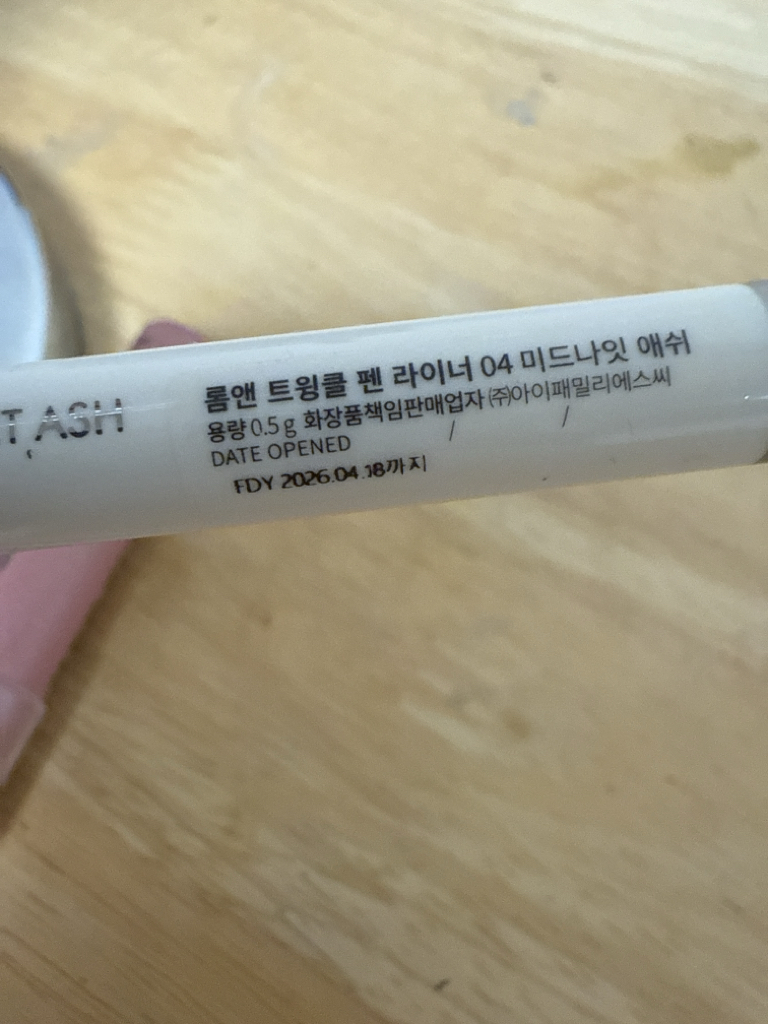 T ASH
롬앤 트윙클 펜 라이너 04 미드나잇 애쉬
용량 0.5 g 화장품책임판매업자 ㈜아이패밀리에스씨
DATE OPENED / /
FDY 2026.04.18까지